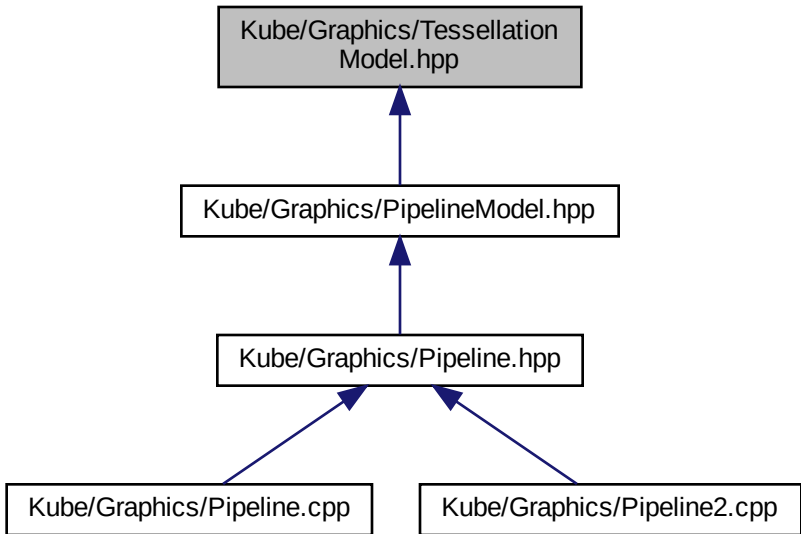 Kube/Graphics/Tessellation
Model.hpp
Kube/Graphics/PipelineModel.hpp
Kube/Graphics/Pipeline.hpp
Kube/Graphics/Pipeline.cpp
Kube/Graphics/Pipeline2.cpp